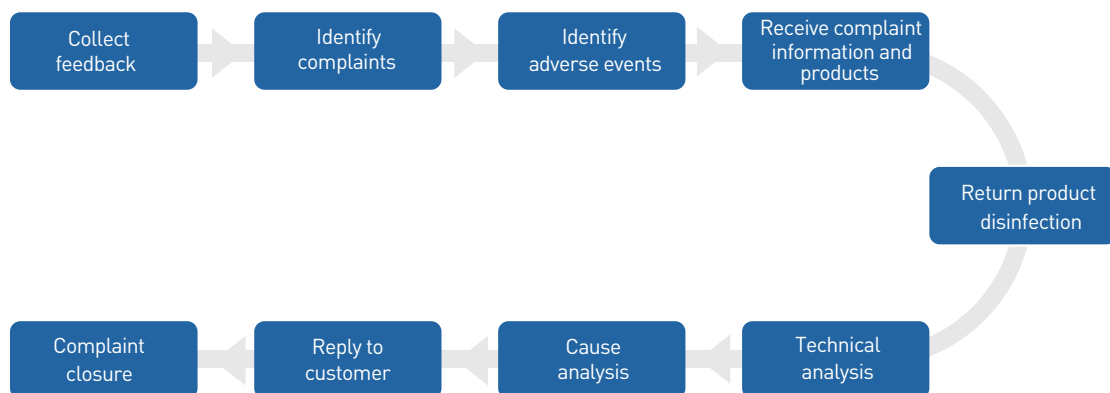 Collect
feedback
Identify
complaints
Identify
adverse events
Receive complaint
information and
products
Return product
disinfection
Technical
analysis
Cause
analysis
Reply to
customer
Complaint
closure